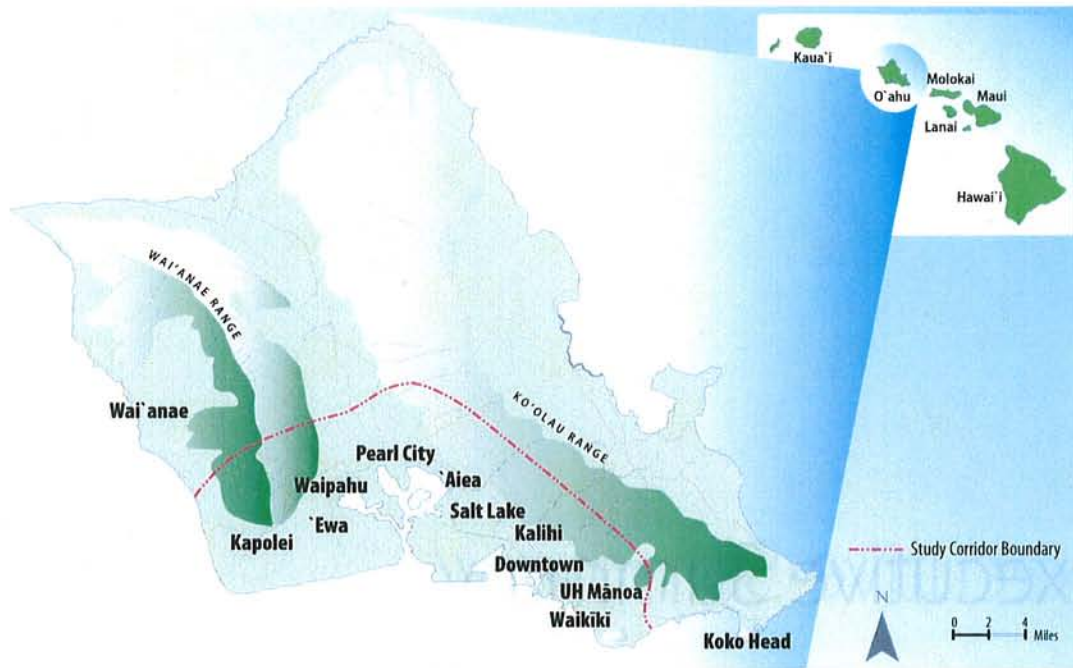 Kaua`i
O`ahu
Molokai
Maui
Lanai
Hawai`i
WAI'ANAE RANGE
KO'OLAU RANGE
Wai`anae
Pearl City
`Aiea
Waipahu
Salt Lake
`Ewa
Kalihi
Kapolei
Downtown
UH Mānoa
Waikīkī
Koko Head
Study Corridor Boundary
N
0 2 4
Miles